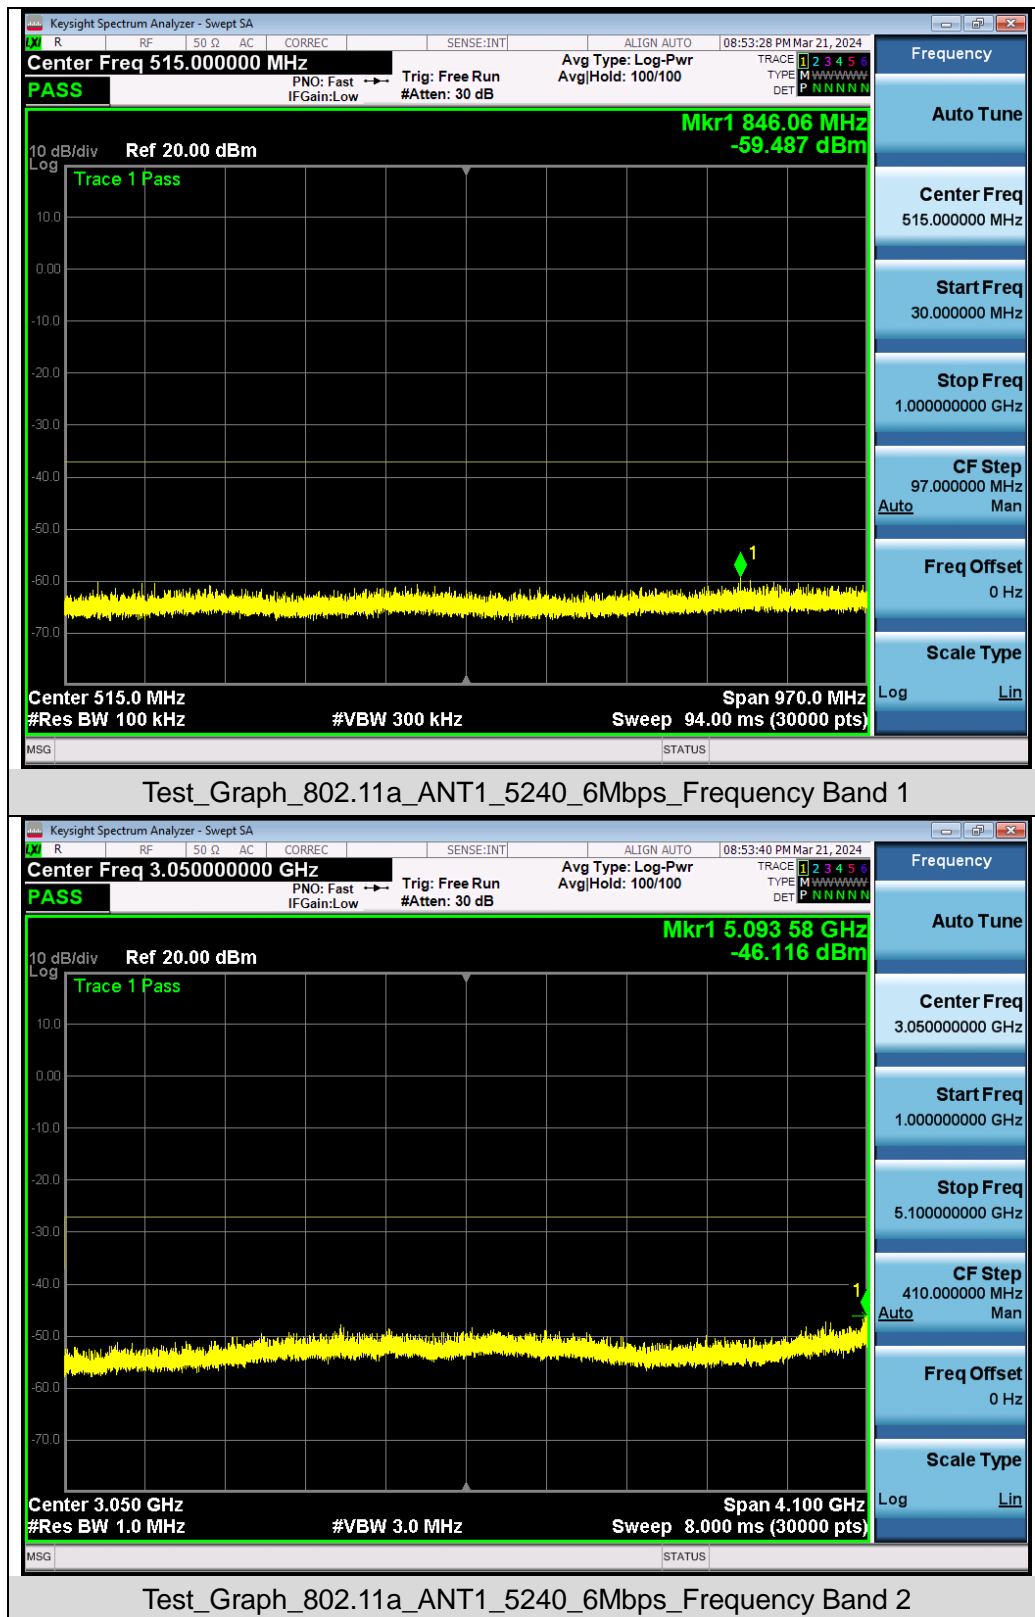 Keysight Spectrum Analyzer - Swept SA
LXI R RF 50 Ω AC CORREC SENSE:INT ALIGN AUTO 08:53:28 PM Mar 21, 2024
Center Freq 515.000000 MHz
PASS
PNO: Fast
IFGain:Low
Trig: Free Run
#Atten: 30 dB
Avg Type: Log-Pwr
Avg|Hold: 100/100
TRACE 1 2 3 4 5 6
TYPE M WWWWW
DET P N N N N N
Mkr1 846.06 MHz
-59.487 dBm
10 dB/div
Log
Ref 20.00 dBm
Trace 1 Pass
10.0
0.00
-10.0
-20.0
-30.0
-40.0
-50.0
-60.0
-70.0
1
Center 515.0 MHz
Span 970.0 MHz
#Res BW 100 kHz
#VBW 300 kHz
Sweep 94.00 ms (30000 pts)
MSG
STATUS
Frequency
Auto Tune
Center Freq
515.000000 MHz
Start Freq
30.000000 MHz
Stop Freq
1.000000000 GHz
CF Step
97.000000 MHz
Auto Man
Freq Offset
0 Hz
Scale Type
Log Lin
Test_Graph_802.11a_ANT1_5240_6Mbps_Frequency Band 1
Keysight Spectrum Analyzer - Swept SA
LXI R RF 50 Ω AC CORREC SENSE:INT ALIGN AUTO 08:53:40 PM Mar 21, 2024
Center Freq 3.050000000 GHz
PASS
PNO: Fast
IFGain:Low
Trig: Free Run
#Atten: 30 dB
Avg Type: Log-Pwr
Avg|Hold: 100/100
TRACE 1 2 3 4 5 6
TYPE M WWWWW
DET P N N N N N
Mkr1 5.093 58 GHz
-46.116 dBm
10 dB/div
Log
Ref 20.00 dBm
Trace 1 Pass
10.0
0.00
-10.0
-20.0
-30.0
-40.0
-50.0
-60.0
-70.0
1
Center 3.050 GHz
Span 4.100 GHz
#Res BW 1.0 MHz
#VBW 3.0 MHz
Sweep 8.000 ms (30000 pts)
MSG
STATUS
Frequency
Auto Tune
Center Freq
3.050000000 GHz
Start Freq
1.000000000 GHz
Stop Freq
5.100000000 GHz
CF Step
410.000000 MHz
Auto Man
Freq Offset
0 Hz
Scale Type
Log Lin
Test_Graph_802.11a_ANT1_5240_6Mbps_Frequency Band 2